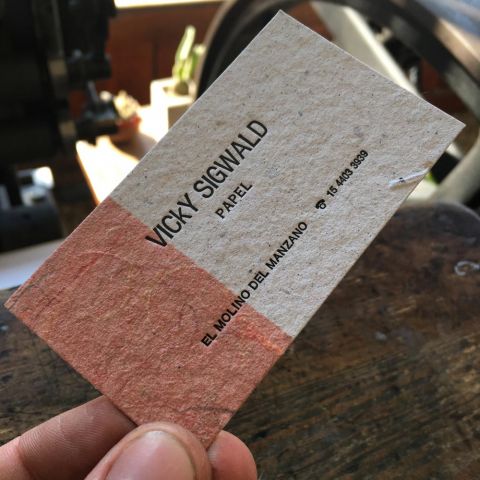 VICKY SIGWALD
PAPEL
EL MOLINO DEL MANZANO ☎ 15 4403 3939